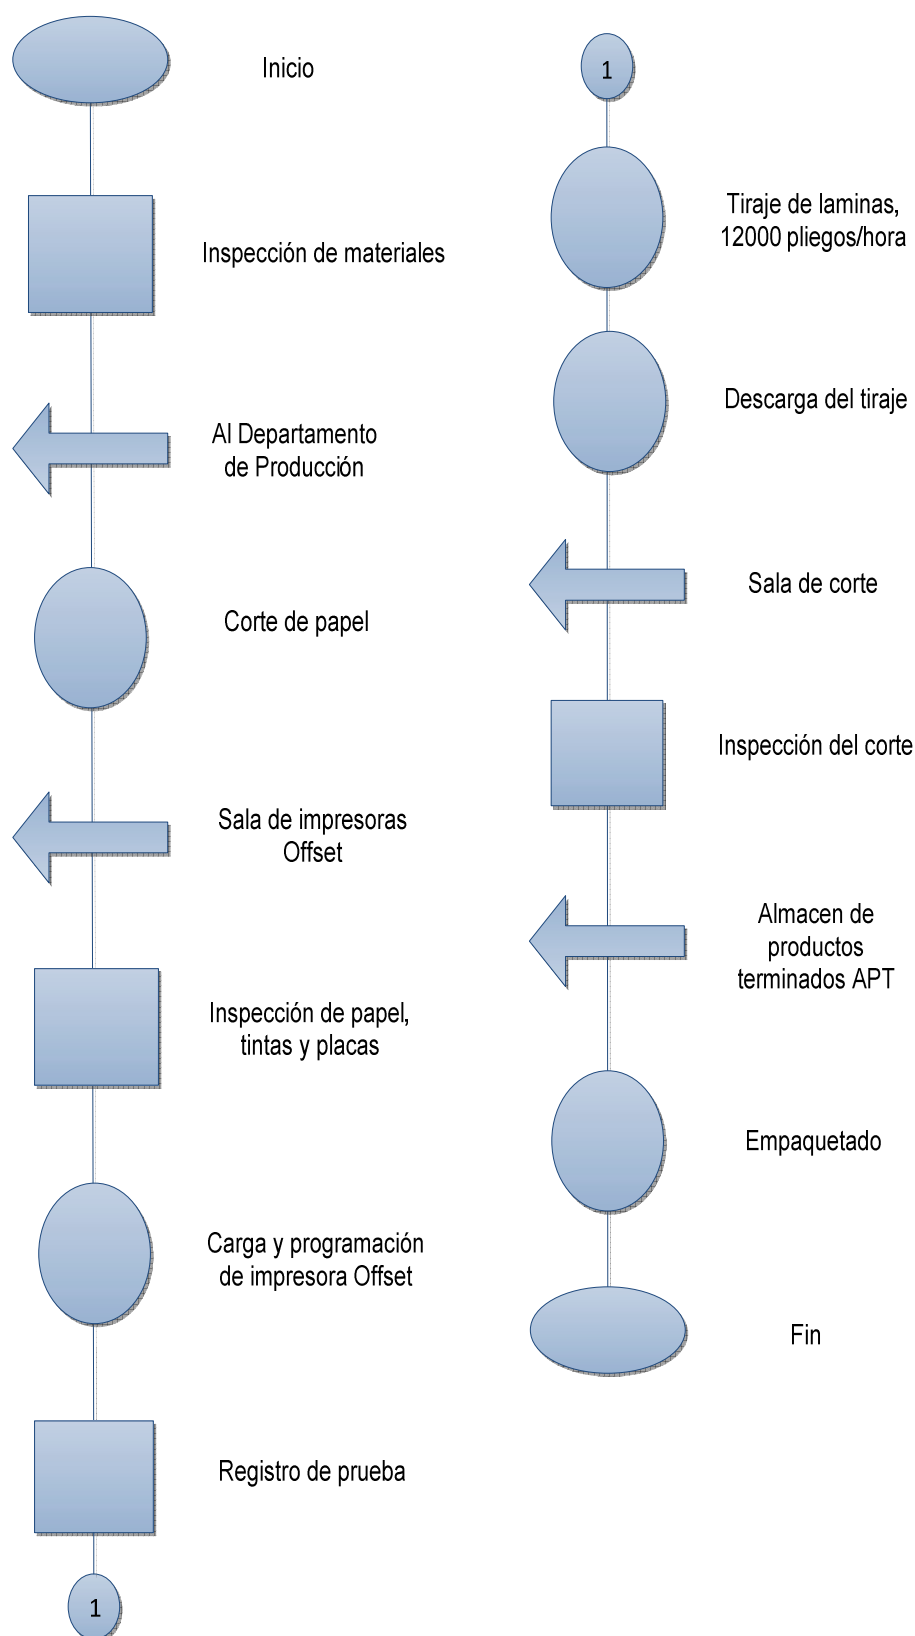 Inicio
Inspección de materiales
Al Departamento
de Producción
Corte de papel
Sala de impresoras
Offset
Inspección de papel,
tintas y placas
Carga y programación
de impresora Offset
Registro de prueba
1
1
Tiraje de laminas,
12000 pliegos/hora
Descarga del tiraje
Sala de corte
Inspección del corte
Almacen de
productos
terminados APT
Empaquetado
Fin